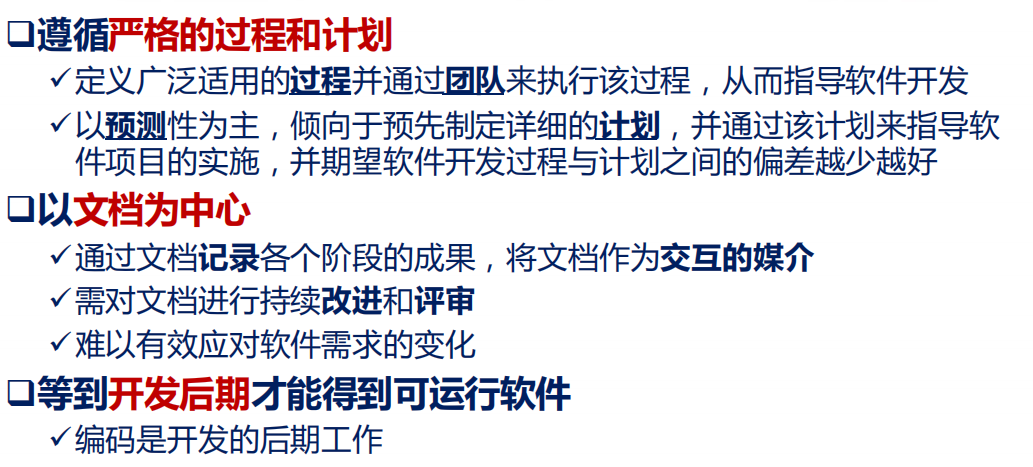 ❑遵循严格的过程和计划
✓定义广泛适用的过程并通过团队来执行该过程，从而指导软件开发
✓以预测性为主，倾向于预先制定详细的计划，并通过该计划来指导软
件项目的实施，并期望软件开发过程与计划之间的偏差越少越好
❑以文档为中心
✓通过文档记录各个阶段的成果，将文档作为交互的媒介
✓需对文档进行持续改进和评审
✓难以有效应对软件需求的变化
❑等到开发后期才能得到可运行软件
✓编码是开发的后期工作